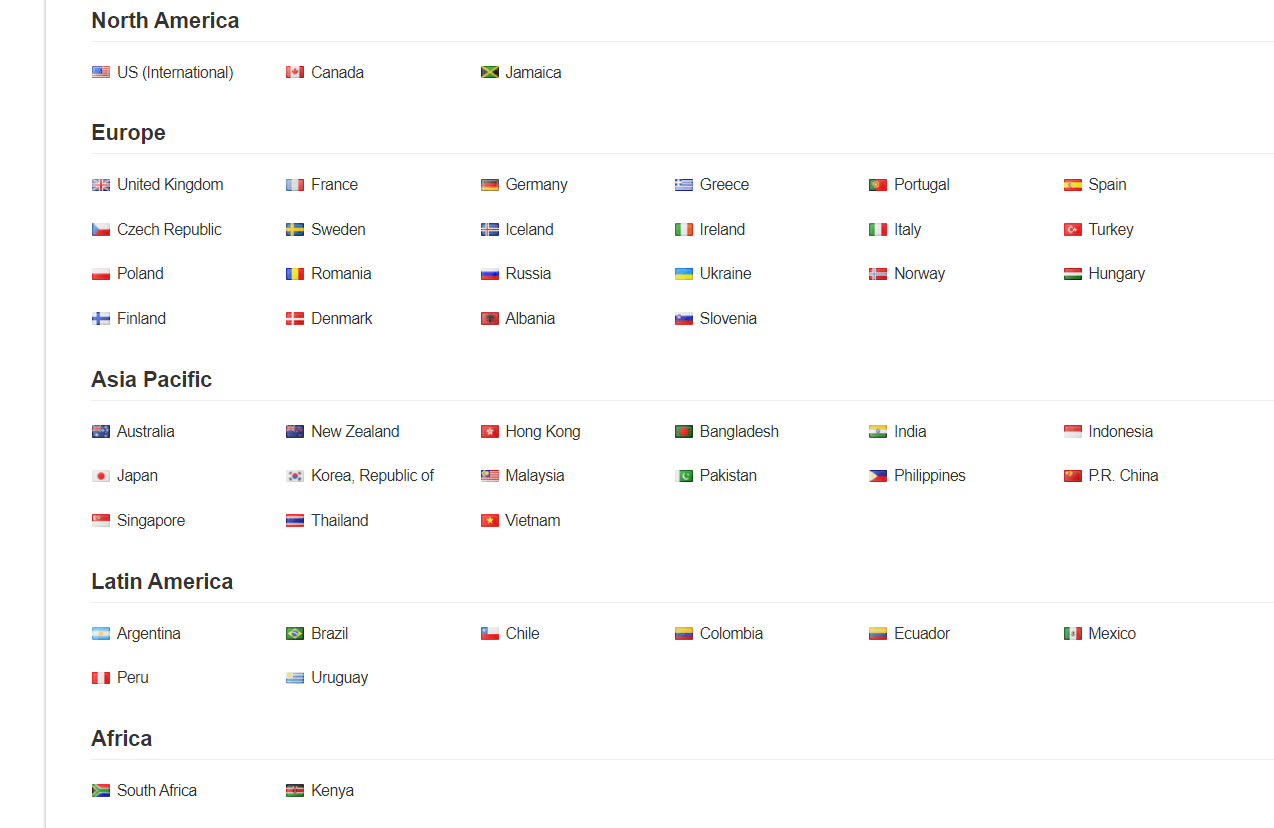 North America
US (International) Canada Jamaica
Europe
United Kingdom France Germany Greece Portugal Spain
Czech Republic Sweden Iceland Ireland Italy Turkey
Poland Romania Russia Ukraine Norway Hungary
Finland Denmark Albania Slovenia
Asia Pacific
Australia New Zealand Hong Kong Bangladesh India Indonesia
Japan Korea, Republic of Malaysia Pakistan Philippines P.R. China
Singapore Thailand Vietnam
Latin America
Argentina Brazil Chile Colombia Ecuador Mexico
Peru Uruguay
Africa
South Africa Kenya